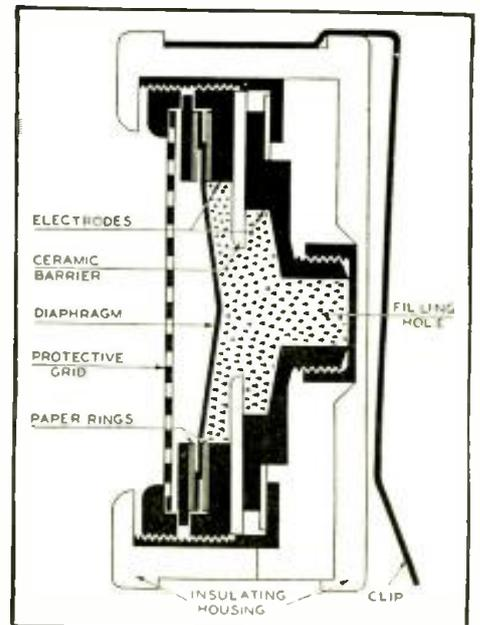 ELECTRODES
CERAMIC
BARRIER
DIAPHRAGM
PROTECTIVE
GRID
PAPER RINGS
FILLING
HOLE
INSULATING
HOUSING
CLIP